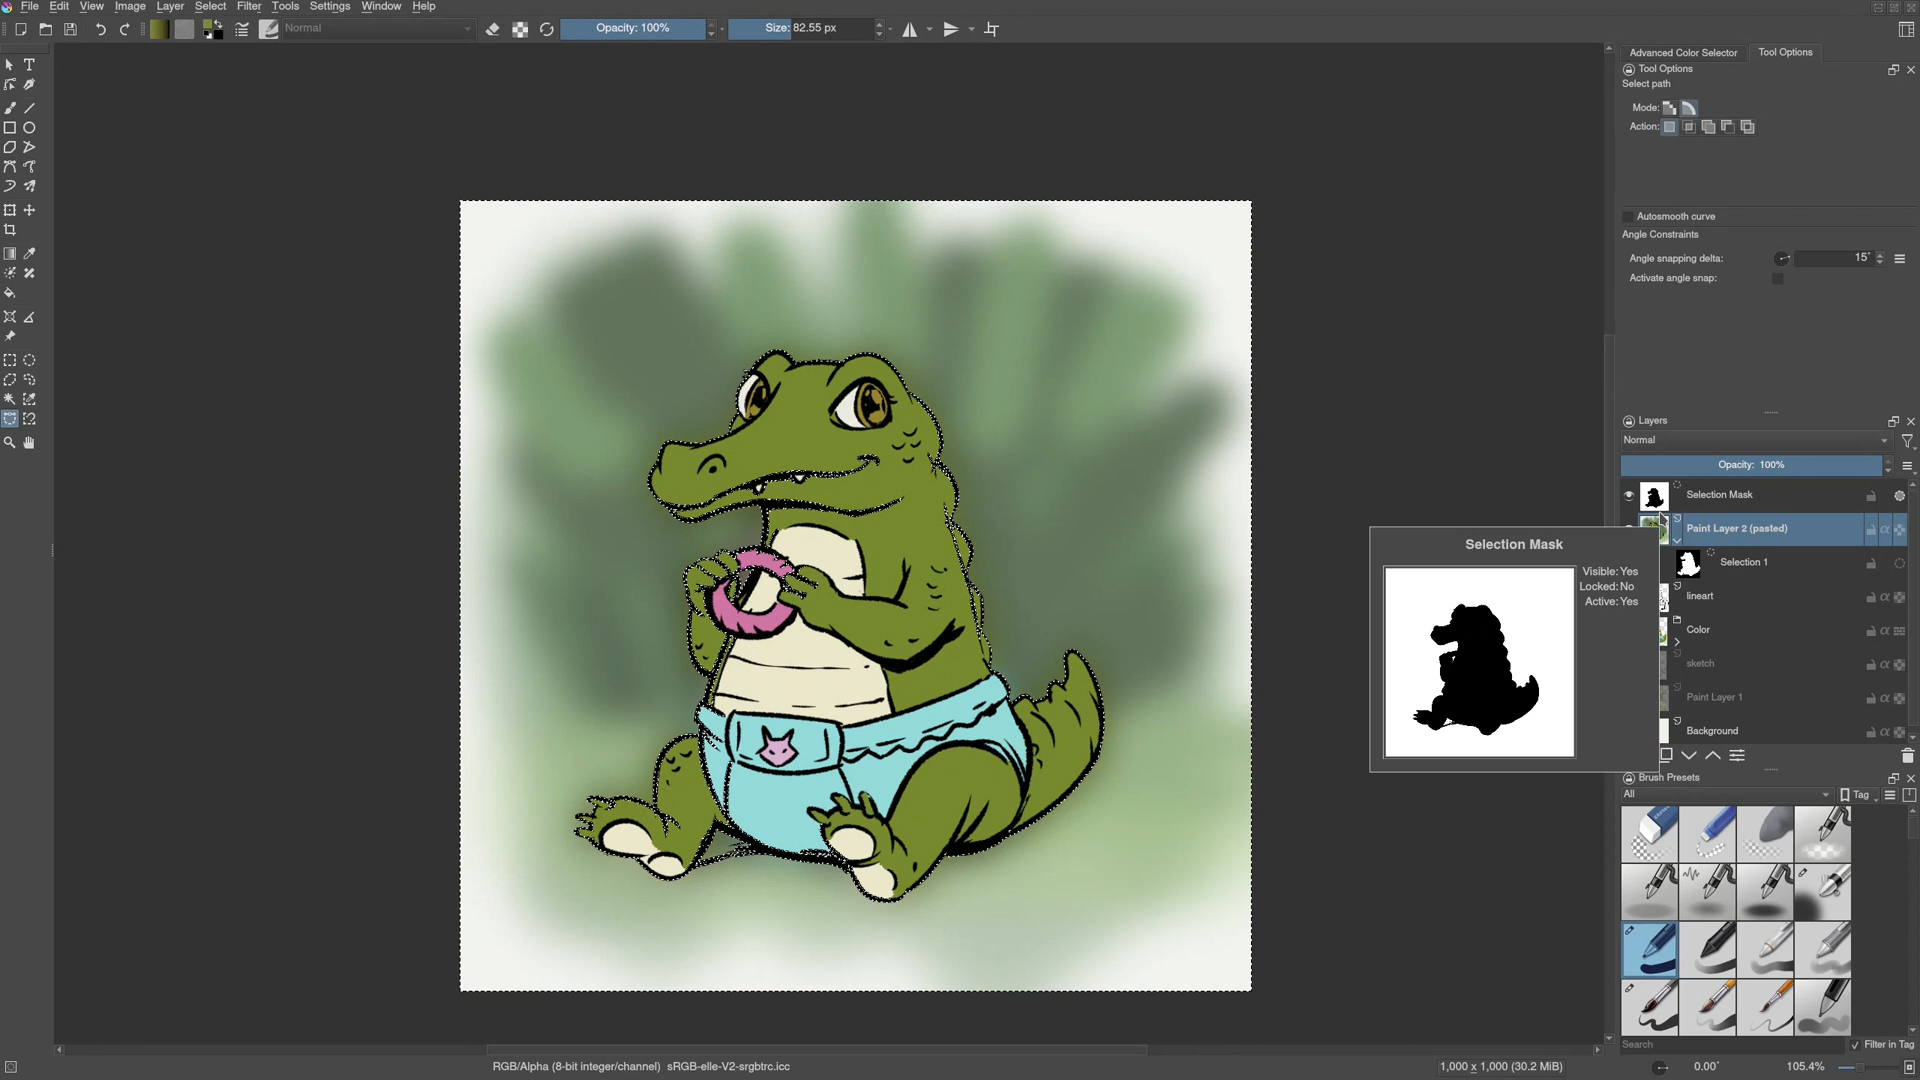 File Edit View Image Layer Select Filter Tools Settings Window Help
Normal
Opacity: 100%
Size: 82.55 px
Advanced Color Selector
Tool Options
Tool Options
Select path
Mode:
Action:
Autosmooth curve
Angle Constraints
Angle snapping delta:
15°
Activate angle snap:
Layers
Normal
Opacity: 100%
Selection Mask
Paint Layer 2 (pasted)
Selection 1
lineart
Color
sketch
Paint Layer 1
Background
Selection Mask
Visible: Yes
Locked: No
Active: Yes
Brush Presets
All
Tag
Search
Filter in Tag
RGB/Alpha (8-bit integer/channel) sRGB-elle-V2-srgbtrc.icc
1,000 x 1,000 (30.2 MiB)
0.00°
105.4%